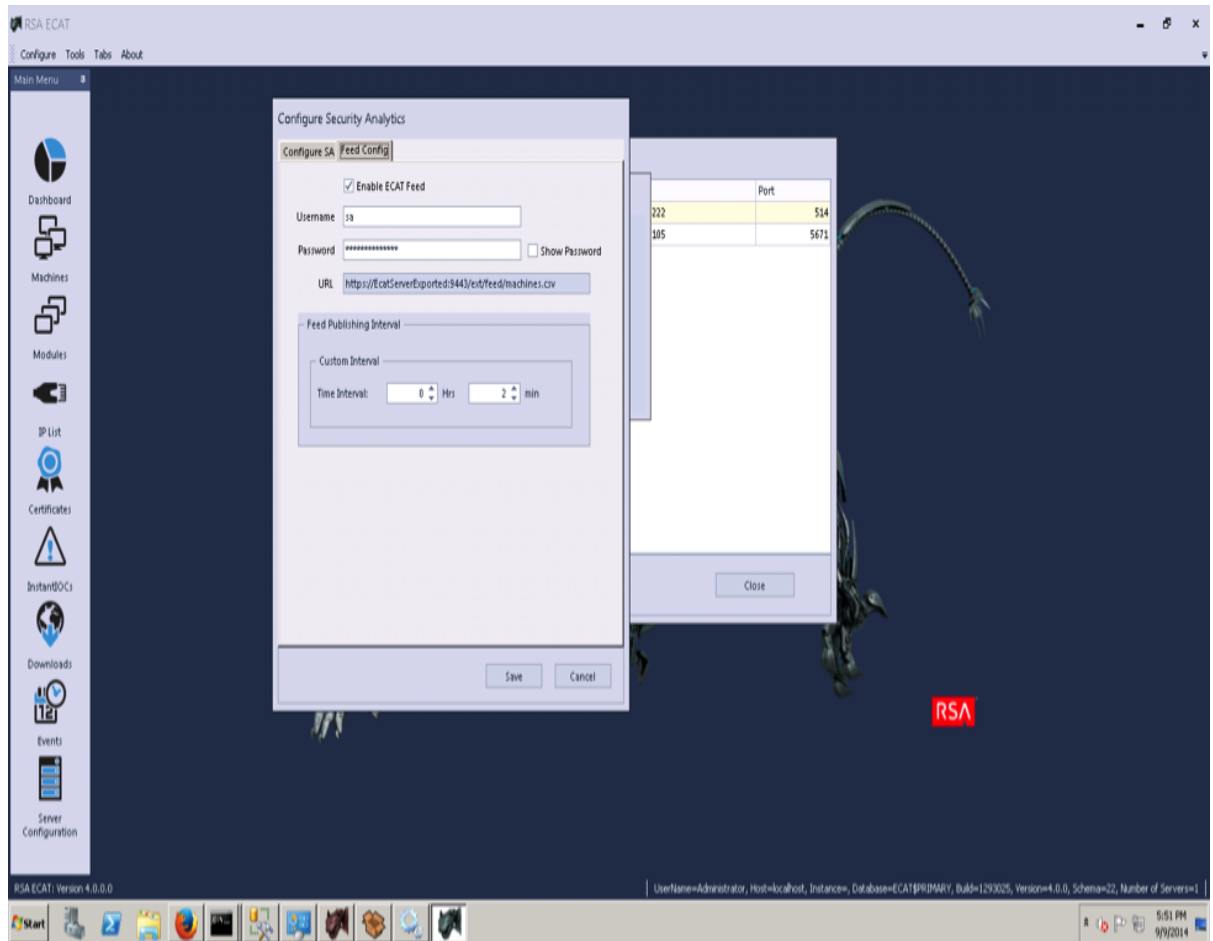 RSA ECAT
Configure Tools Tabs About
Main Menu
Dashboard
Machines
Modules
IP List
Certificates
InstantIOCs
Downloads
Events
Server
Configuration
Configure Security Analytics
Configure SA Feed Config
Enable ECAT Feed
Username sa
Password ************** Show Password
URL https://EcatServerExported:9443/ext/feed/machines.csv
Feed Publishing Interval
Custom Interval
Time Interval: 0 Hrs 2 min
Save Cancel
Port
222 514
105 5671
Close
RSA
RSA ECAT: Version 4.0.0.0
UserName=Administrator, Host=localhost, Instance=, Database=ECAT$PRIMARY, Build=1293025, Version=4.0.0, Schema=22, Number of Servers=1
Start
5:51 PM
9/9/2014